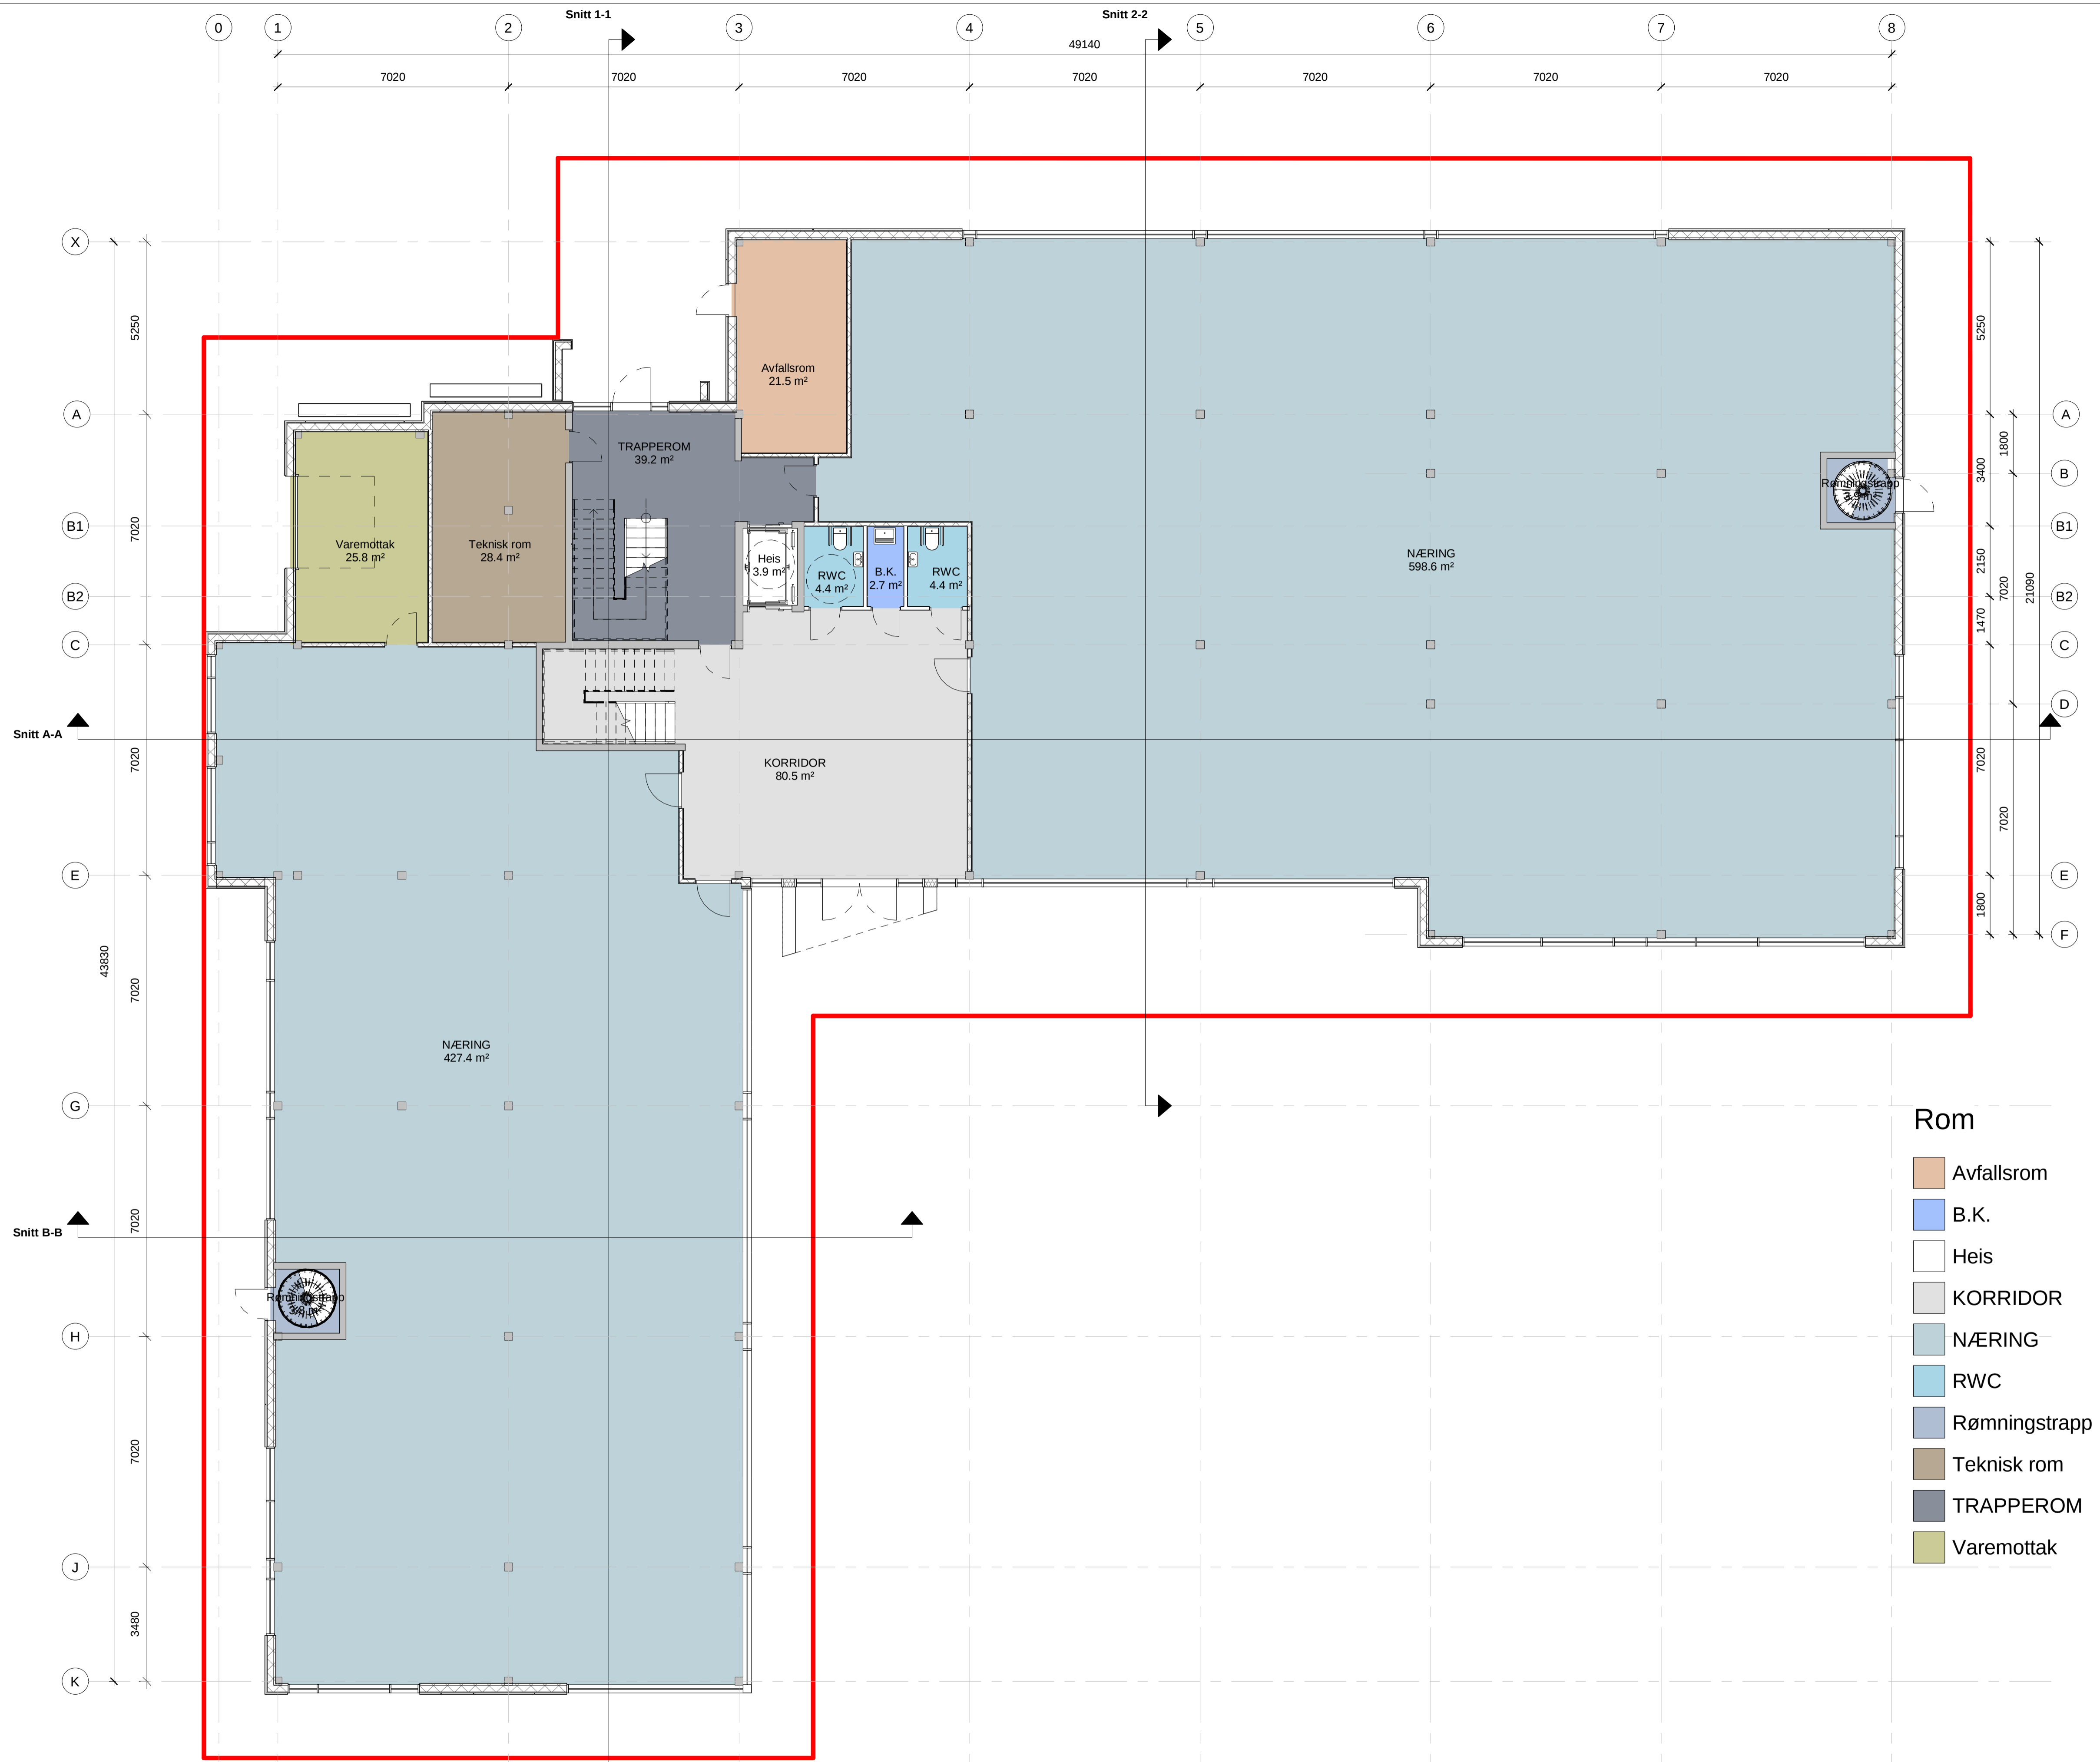 Snitt 1-1
Snitt 2-2
0
1
2
3
4
5
6
7
8
49140
7020
7020
7020
7020
7020
7020
7020
X
5250
5250
Avfallsrom
21.5 m²
A
A
1800
TRAPPEROM
39.2 m²
3400
B
Rømningstrapp
B1
7020
B1
Varemottak
25.8 m²
Teknisk rom
28.4 m²
Heis
3.9 m²
RWC
4.4 m²
B.K.
2.7 m²
RWC
4.4 m²
NÆRING
598.6 m²
2150
7020
21090
B2
B2
1470
C
C
D
Snitt A-A
7020
KORRIDOR
80.5 m²
7020
7020
E
E
1800
F
43830
7020
NÆRING
427.4 m²
G
Snitt B-B
7020
Rømningstrapp
H
7020
J
3480
K
Rom
Avfallsrom
B.K.
Heis
KORRIDOR
NÆRING
RWC
Rømningstrapp
Teknisk rom
TRAPPEROM
Varemottak